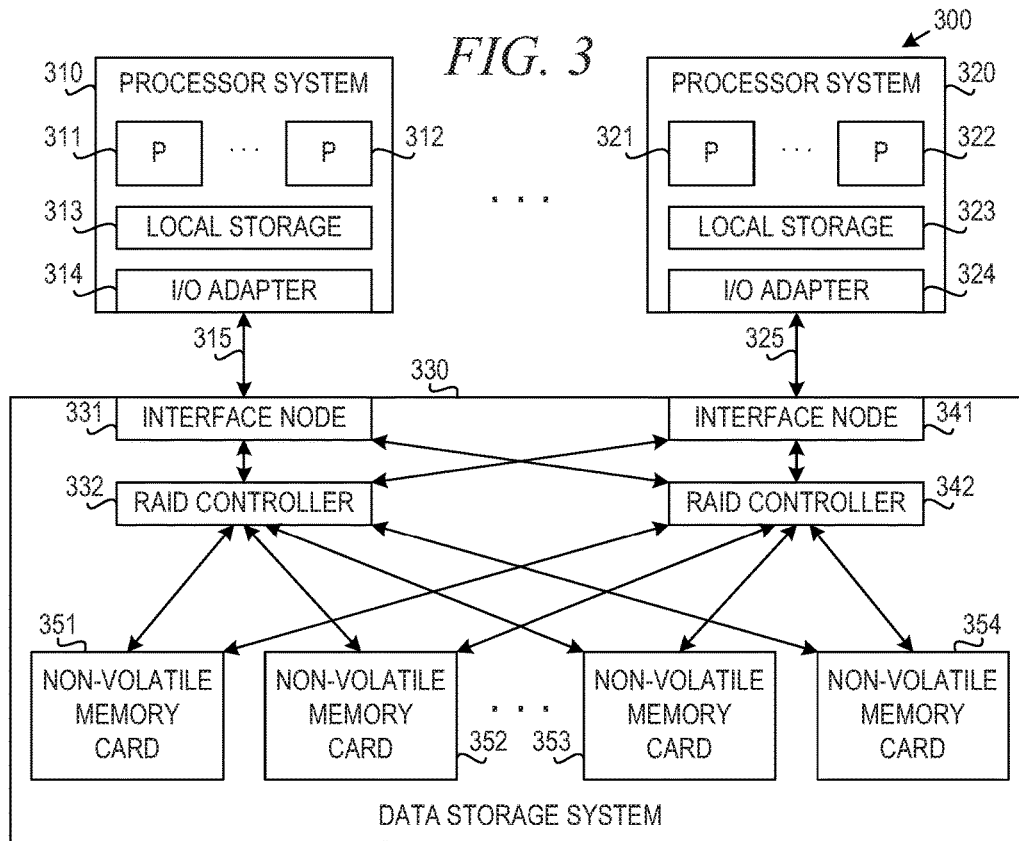 FIG. 3
300
310
PROCESSOR SYSTEM
311
P
...
P
312
313
LOCAL STORAGE
314
I/O ADAPTER
315
...
PROCESSOR SYSTEM
320
321
P
...
P
322
LOCAL STORAGE
323
I/O ADAPTER
324
325
330
331
INTERFACE NODE
INTERFACE NODE
341
332
RAID CONTROLLER
RAID CONTROLLER
342
351
NON-VOLATILE
MEMORY
CARD
NON-VOLATILE
MEMORY
CARD
352
...
353
NON-VOLATILE
MEMORY
CARD
354
NON-VOLATILE
MEMORY
CARD
DATA STORAGE SYSTEM